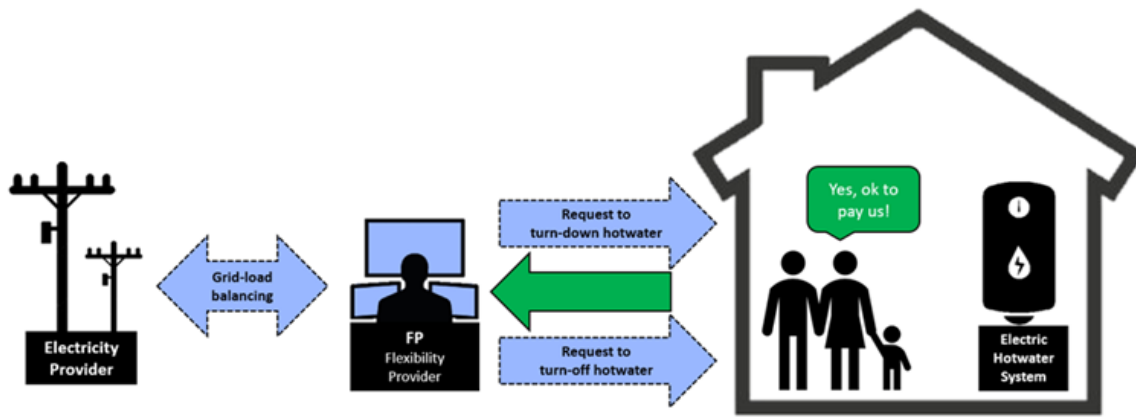 Electricity
Provider
Grid-load
balancing
FP
Flexibility
Provider
Request to
turn-down hotwater
Request to
turn-off hotwater
Yes, ok to
pay us!
Electric
Hotwater
System